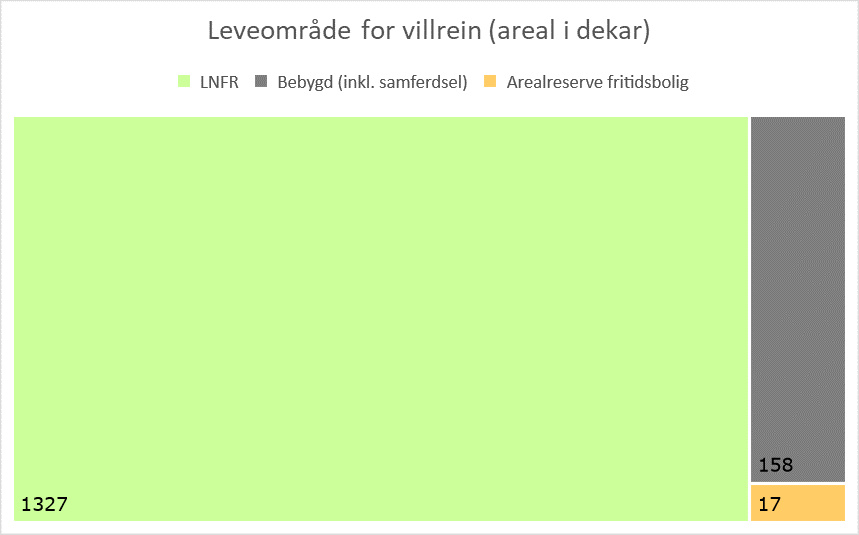 Leveområde for villrein (areal i dekar)
LNFR Bebygd (inkl. samferdsel) Arealreserve fritidsbolig
158
1327 17